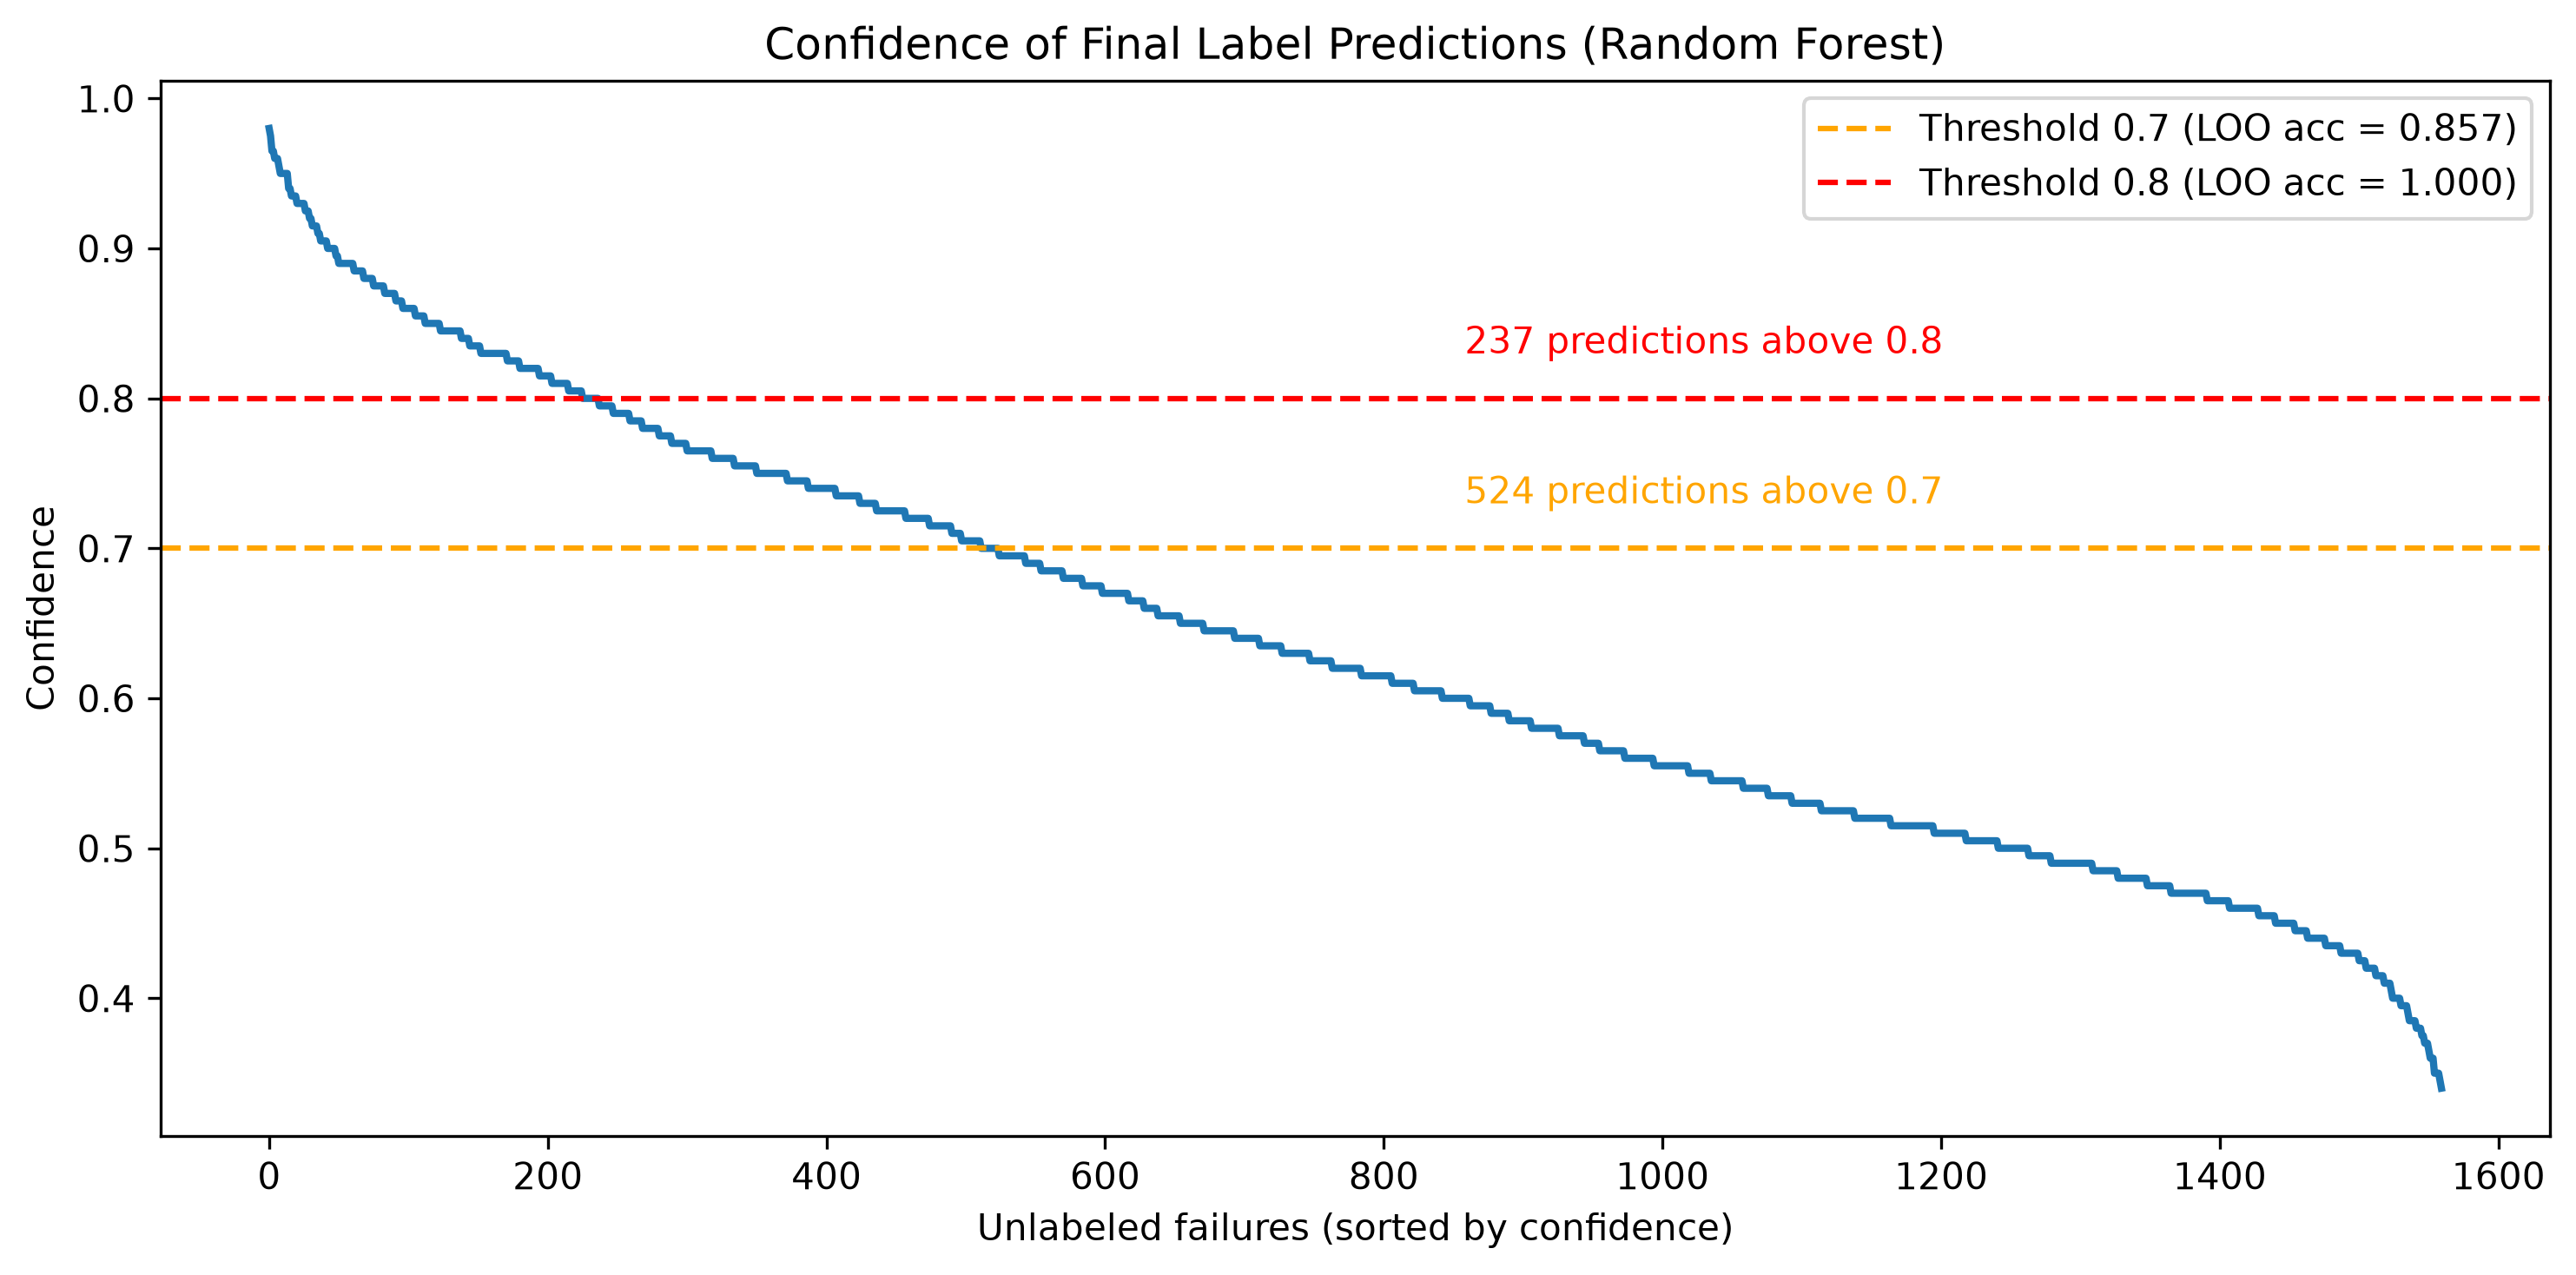 Confidence of Final Label Predictions (Random Forest)
1.0
0.9
0.8
0.7
0.6
0.5
0.4
Confidence
Threshold 0.7 (LOO acc = 0.857)
Threshold 0.8 (LOO acc = 1.000)
237 predictions above 0.8
524 predictions above 0.7
0 200 400 600 800 1000 1200 1400 1600
Unlabeled failures (sorted by confidence)